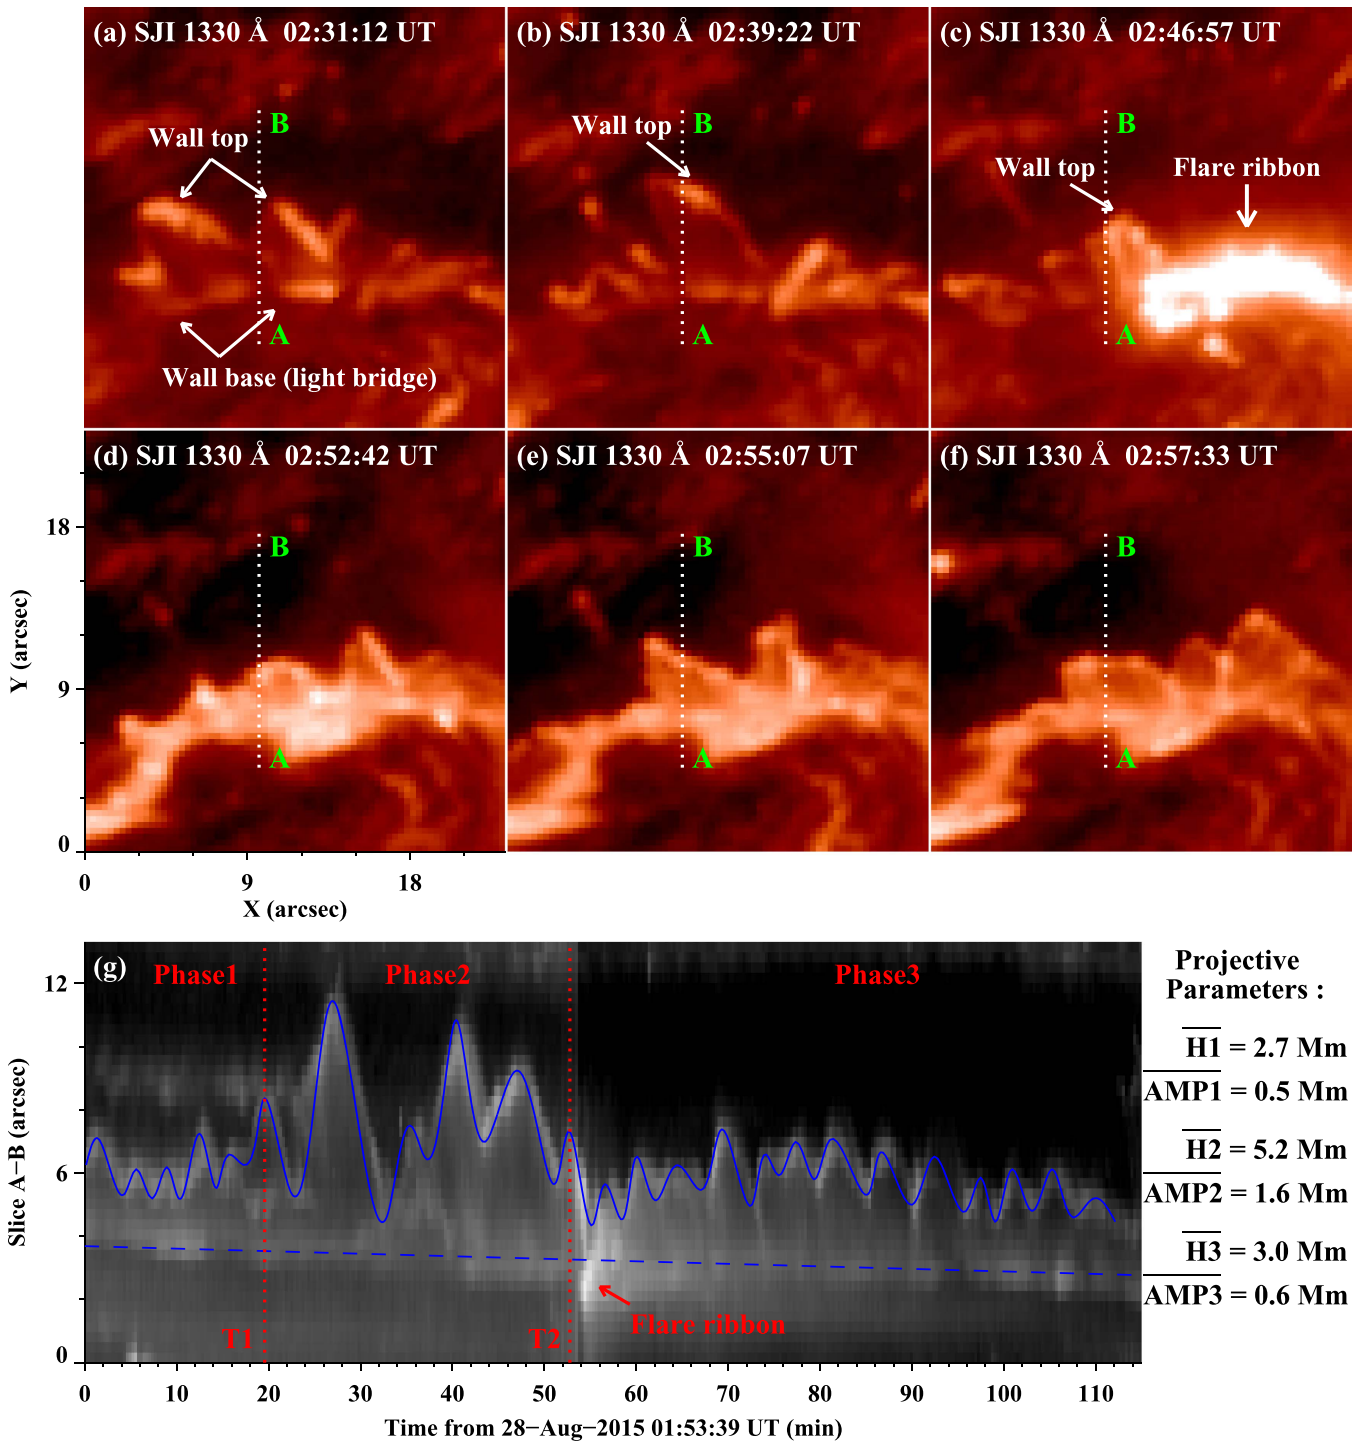 (a) SJI 1330 Å 02:31:12 UT
B
Wall top
A
Wall base (light bridge)
(b) SJI 1330 Å 02:39:22 UT
B
Wall top
A
(c) SJI 1330 Å 02:46:57 UT
B
Wall top
Flare ribbon
A
(d) SJI 1330 Å 02:52:42 UT
B
A
(e) SJI 1330 Å 02:55:07 UT
B
A
(f) SJI 1330 Å 02:57:33 UT
B
A
18
9
0
Y (arcsec)
0 9 18
X (arcsec)
(g)
Phase1 Phase2 Phase3
T1 T2
Flare ribbon
12
6
0
Slice A−B (arcsec)
0 10 20 30 40 50 60 70 80 90 100 110
Time from 28−Aug−2015 01:53:39 UT (min)
Projective
Parameters :
H1 = 2.7 Mm
AMP1 = 0.5 Mm
H2 = 5.2 Mm
AMP2 = 1.6 Mm
H3 = 3.0 Mm
AMP3 = 0.6 Mm